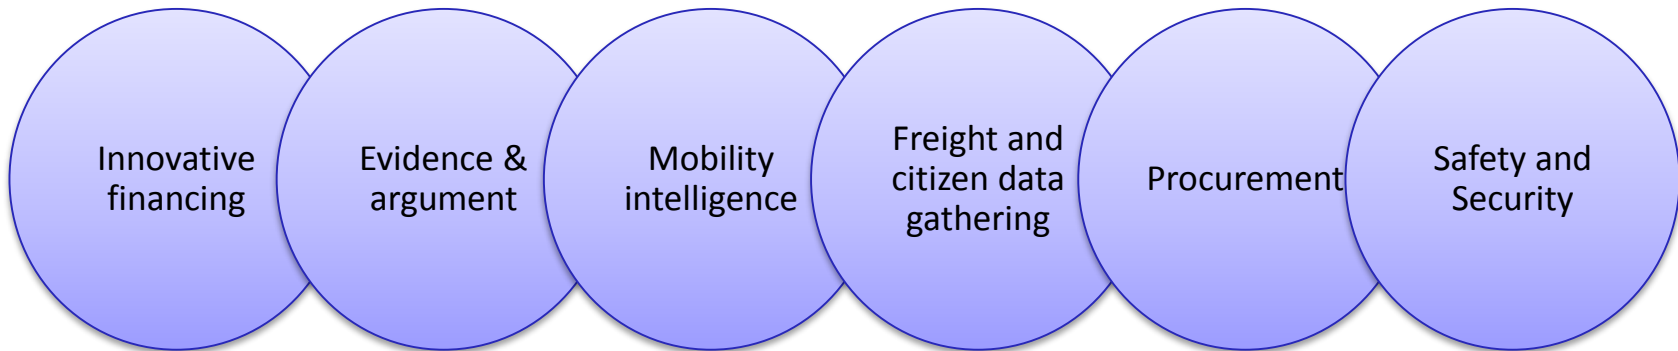 Innovative
financing
Evidence &
argument
Mobility
intelligence
Freight and
citizen data
gathering
Procurement
Safety and
Security